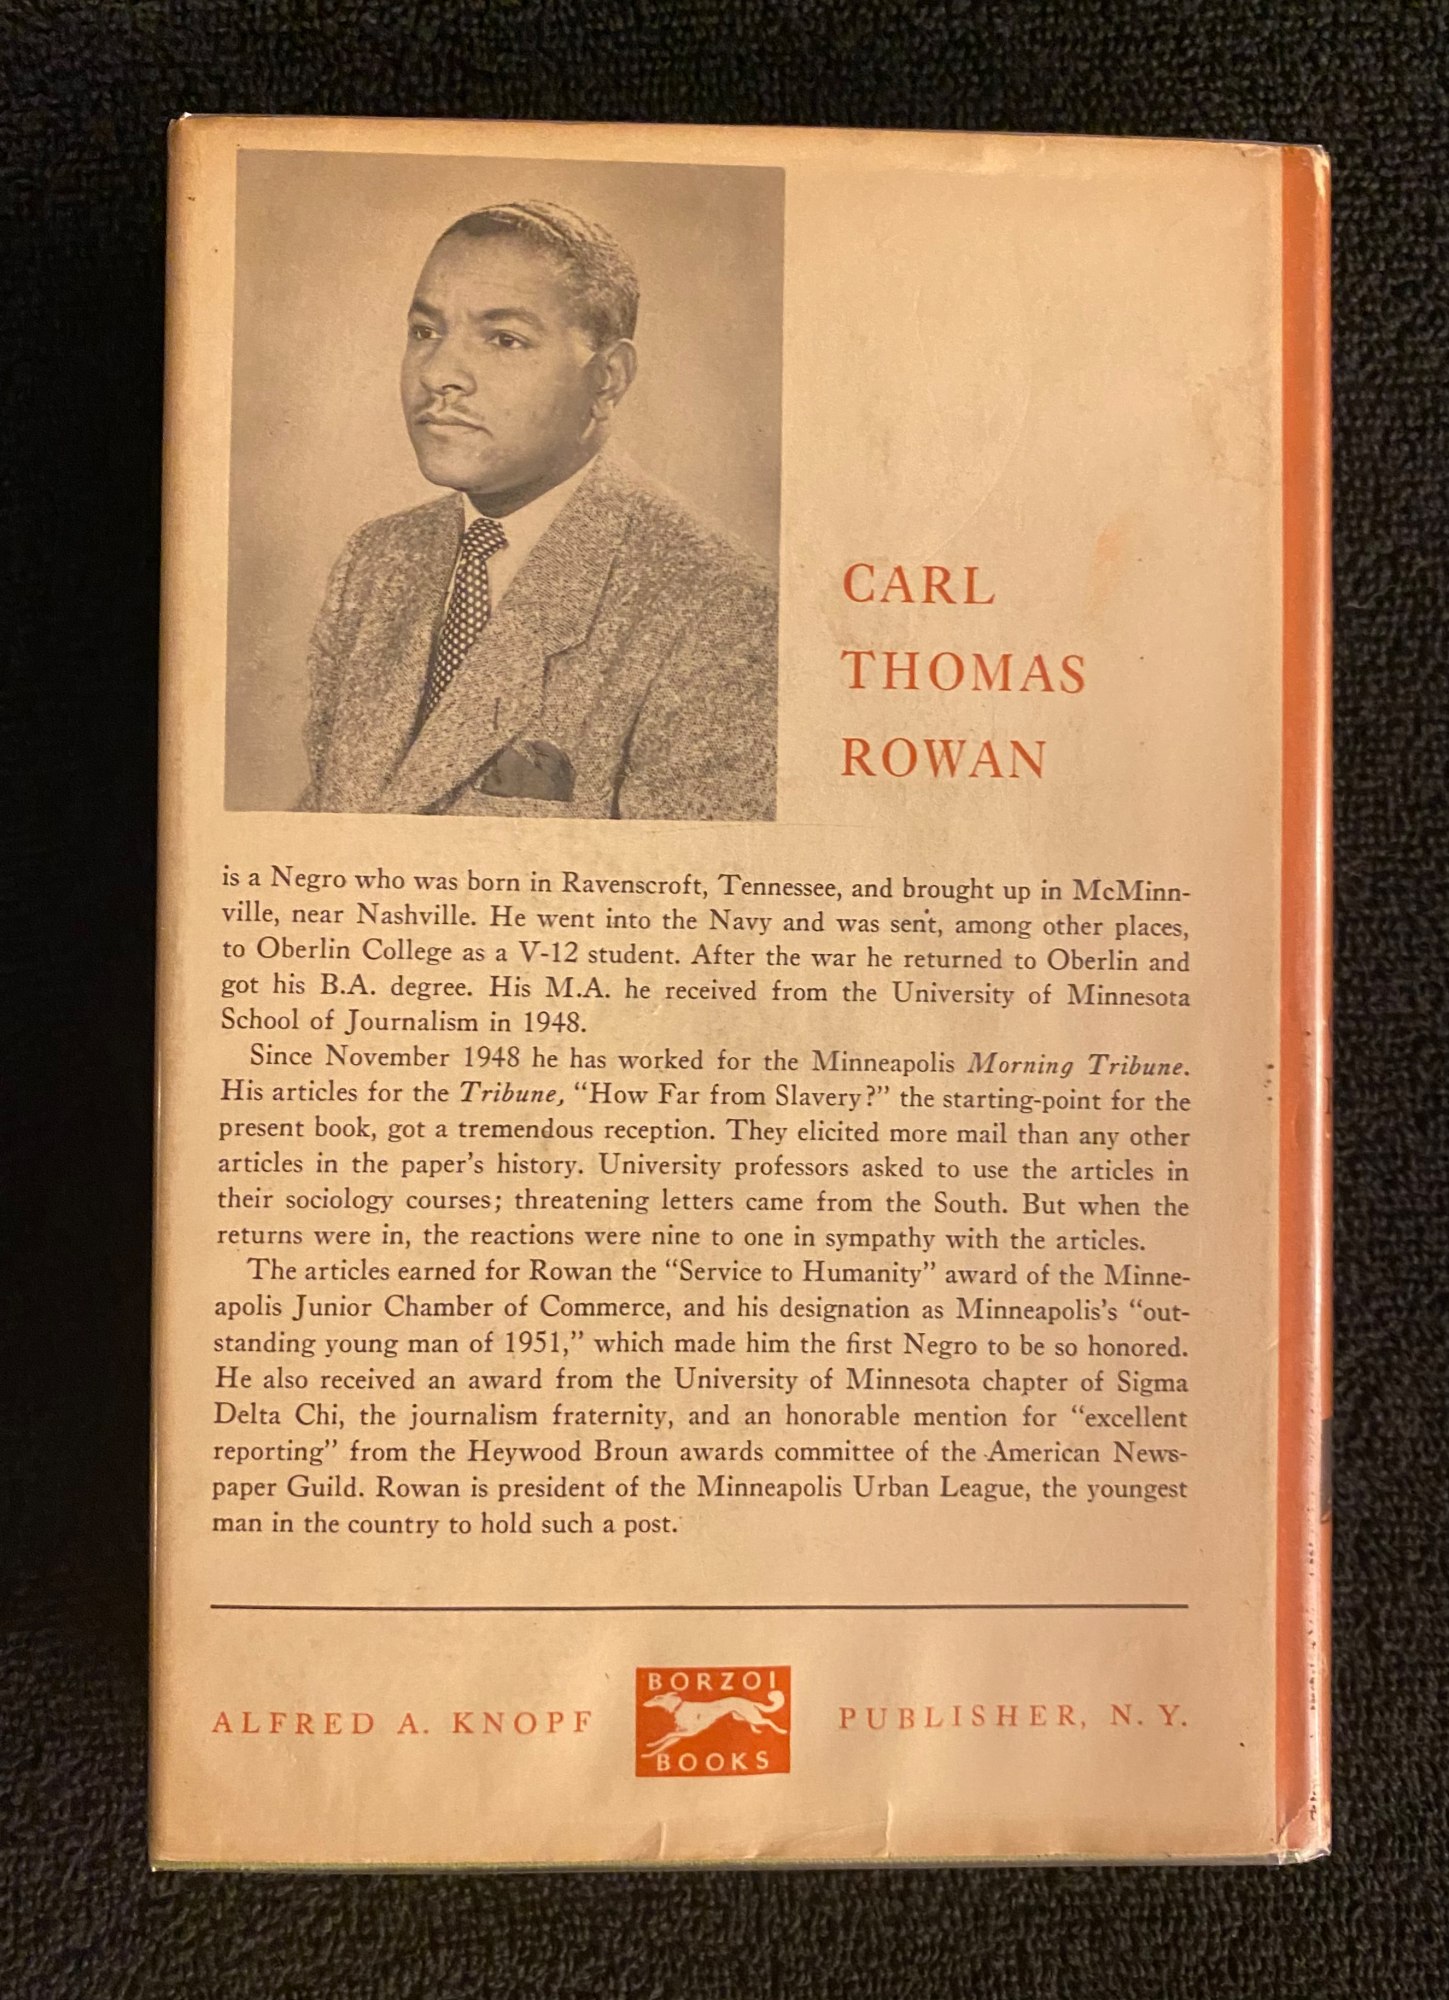 CARL
THOMAS
ROWAN
is a Negro who was born in Ravenscroft, Tennessee, and brought up in McMinn-
ville, near Nashville. He went into the Navy and was sent, among other places,
to Oberlin College as a V-12 student. After the war he returned to Oberlin and
got his B.A. degree. His M.A. he received from the University of Minnesota
School of Journalism in 1948.
Since November 1948 he has worked for the Minneapolis Morning Tribune.
His articles for the Tribune, “How Far from Slavery?” the starting-point for the
present book, got a tremendous reception. They elicited more mail than any other
articles in the paper’s history. University professors asked to use the articles in
their sociology courses; threatening letters came from the South. But when the
returns were in, the reactions were nine to one in sympathy with the articles.
The articles earned for Rowan the “Service to Humanity” award of the Minne-
apolis Junior Chamber of Commerce, and his designation as Minneapolis’s “out-
standing young man of 1951,” which made him the first Negro to be so honored.
He also received an award from the University of Minnesota chapter of Sigma
Delta Chi, the journalism fraternity, and an honorable mention for “excellent
reporting” from the Heywood Broun awards committee of the American News-
paper Guild. Rowan is president of the Minneapolis Urban League, the youngest
man in the country to hold such a post.
ALFRED A. KNOPF
BORZOI
BOOKS
PUBLISHER, N. Y.